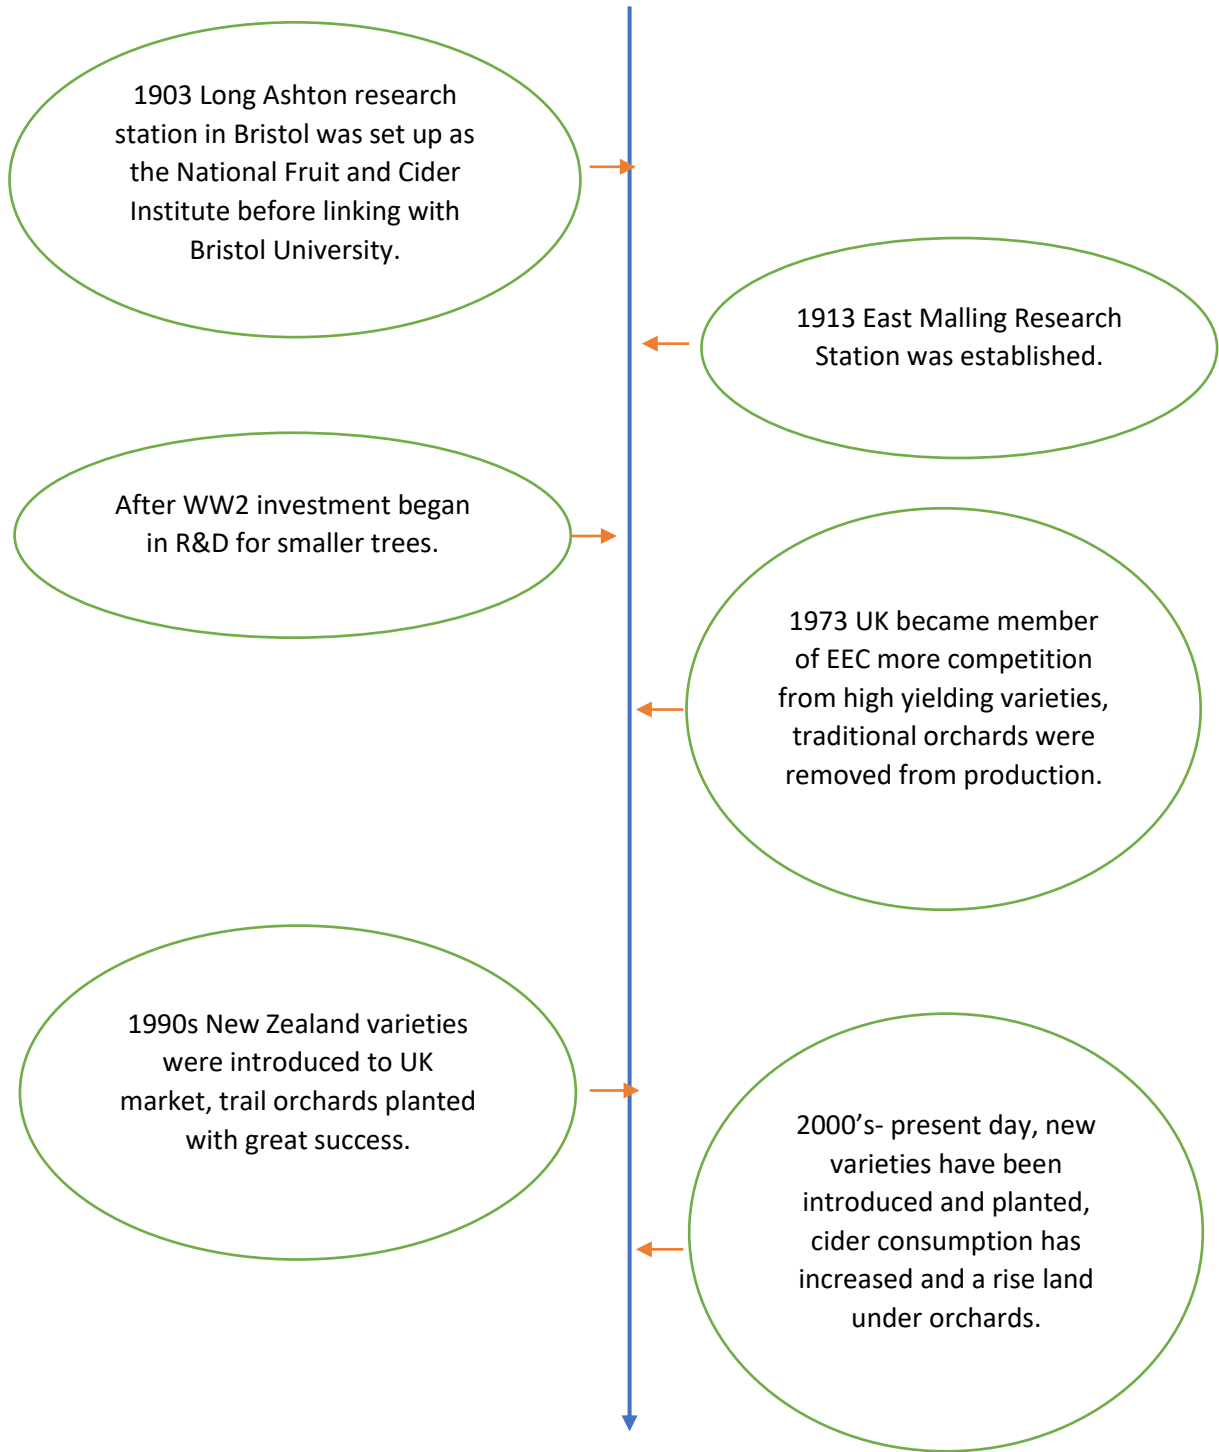 1903 Long Ashton research
station in Bristol was set up as
the National Fruit and Cider
Institute before linking with
Bristol University.
1913 East Malling Research
Station was established.
After WW2 investment began
in R&D for smaller trees.
1973 UK became member
of EEC more competition
from high yielding varieties,
traditional orchards were
removed from production.
1990s New Zealand varieties
were introduced to UK
market, trail orchards planted
with great success.
2000’s- present day, new
varieties have been
introduced and planted,
cider consumption has
increased and a rise land
under orchards.